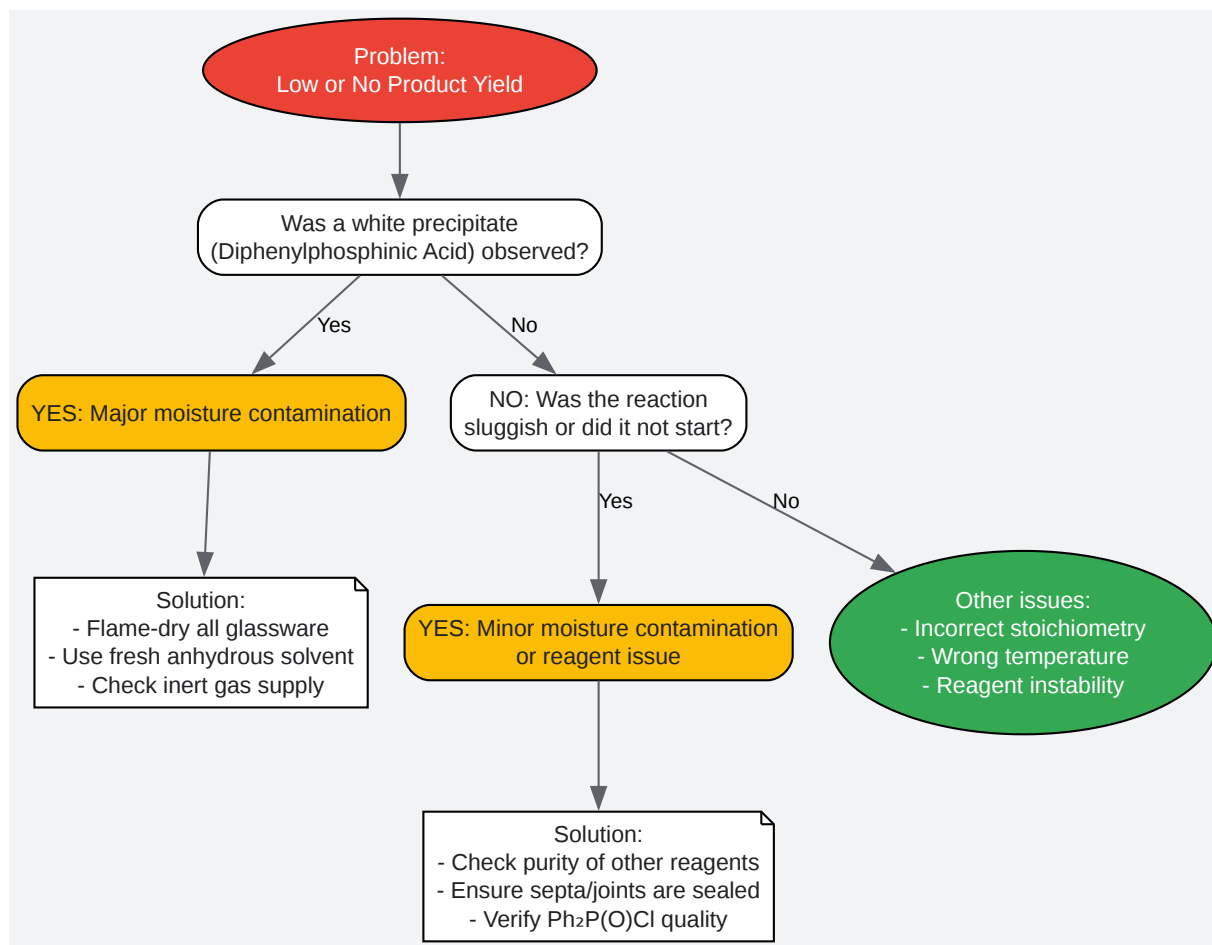 Problem:
Low or No Product Yield
Was a white precipitate
(Diphenylphosphinic Acid) observed?
Yes
No
YES: Major moisture contamination
NO: Was the reaction
sluggish or did it not start?
Yes
No
Solution:
- Flame-dry all glassware
- Use fresh anhydrous solvent
- Check inert gas supply
YES: Minor moisture contamination
or reagent issue
Other issues:
- Incorrect stoichiometry
- Wrong temperature
- Reagent instability
Solution:
- Check purity of other reagents
- Ensure septa/joints are sealed
- Verify Ph₂P(O)Cl quality